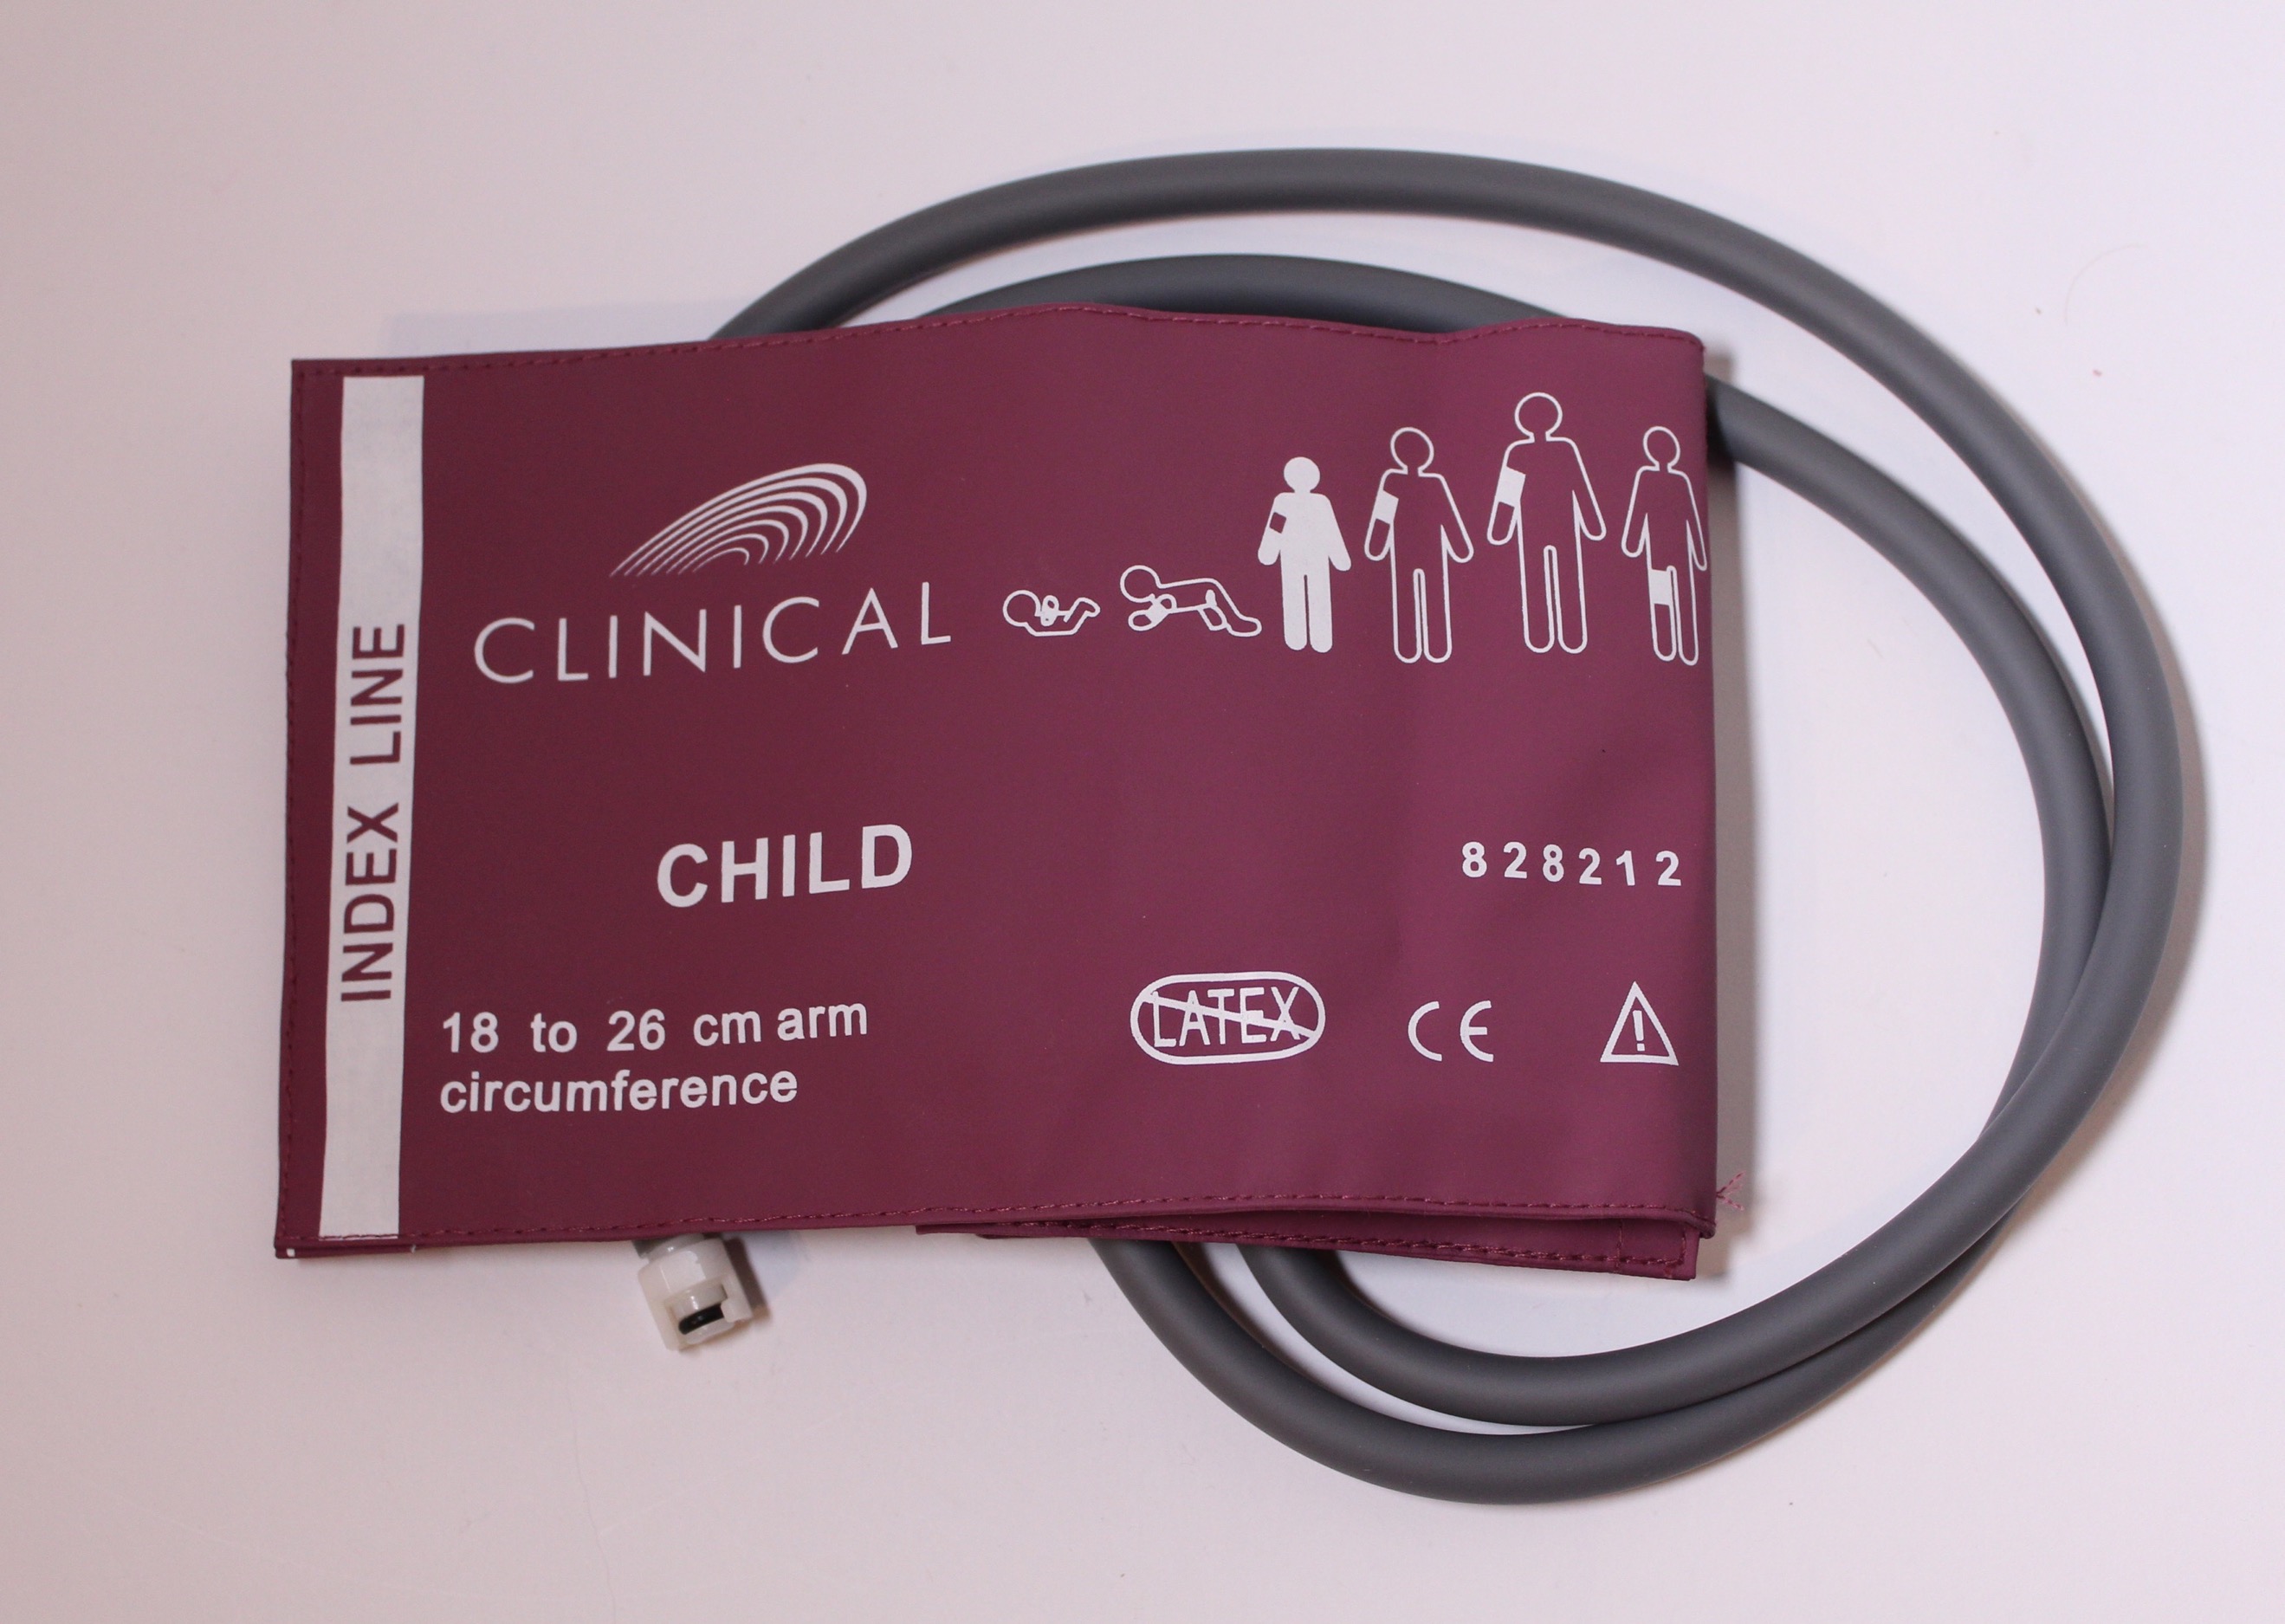 INDEX LINE
CLINICAL
CHILD
828212
18 to 26 cm arm
circumference
LATEX
CE
!